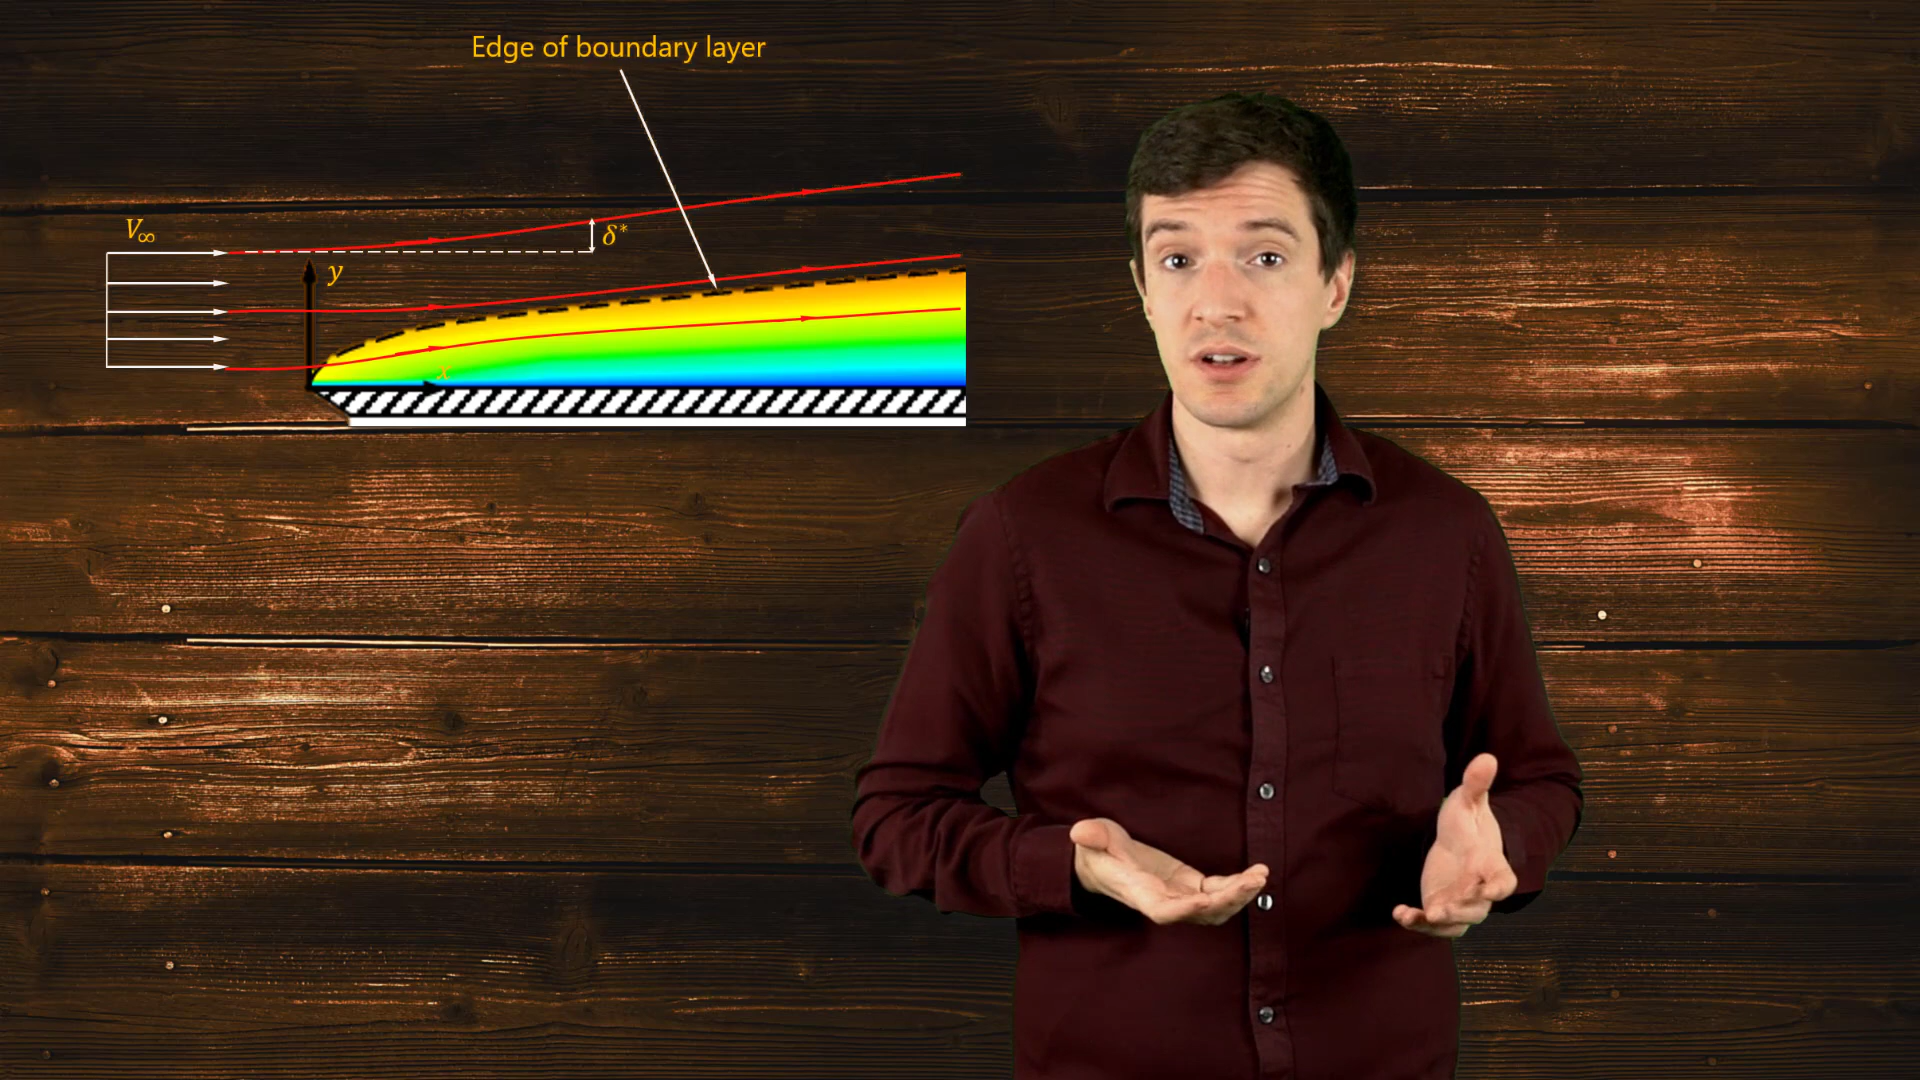 Edge of boundary layer
V∞
δ*
y
x